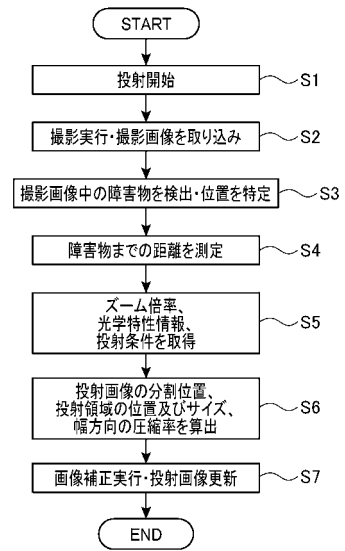 START
投射開始
S1
撮影実行・撮影画像を取り込み
S2
撮影画像中の障害物を検出・位置を特定
S3
障害物までの距離を測定
S4
ズーム倍率、
光学特性情報、
投射条件を取得
S5
投射画像の分割位置、
投射領域の位置及びサイズ、
幅方向の圧縮率を算出
S6
画像補正実行・投射画像更新
S7
END